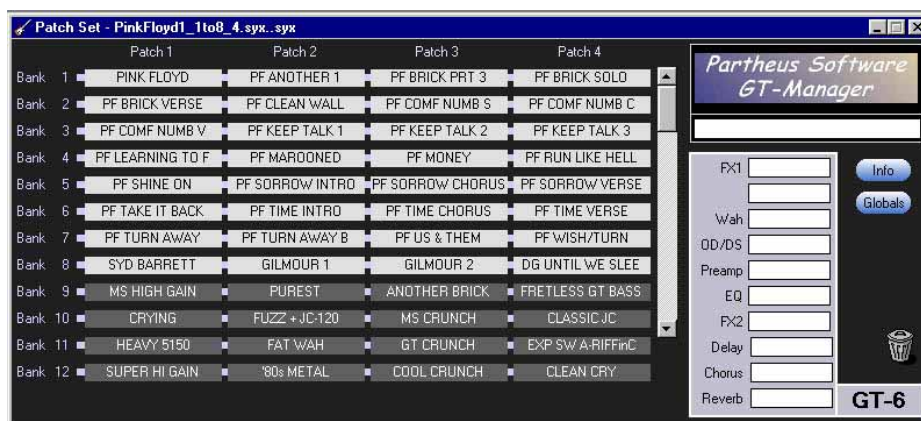 Patch Set - PinkFloyd1_1to8_4.syx..syx
Patch 1 Patch 2 Patch 3 Patch 4
Bank 1 PINK FLOYD PF ANOTHER 1 PF BRICK PRT 3 PF BRICK SOLO
Bank 2 PF BRICK VERSE PF CLEAN WALL PF COMF NUMB S PF COMF NUMB C
Bank 3 PF COMF NUMB V PF KEEP TALK 1 PF KEEP TALK 2 PF KEEP TALK 3
Bank 4 PF LEARNING TO F PF MAROONED PF MONEY PF RUN LIKE HELL
Bank 5 PF SHINE ON PF SORROW INTRO PF SORROW CHORUS PF SORROW VERSE
Bank 6 PF TAKE IT BACK PF TIME INTRO PF TIME CHORUS PF TIME VERSE
Bank 7 PF TURN AWAY PF TURN AWAY B PF US & THEM PF WISH/TURN
Bank 8 SYD BARRETT GILMOUR 1 GILMOUR 2 DG UNTIL WE SLEE
Bank 9 MS HIGH GAIN PUREST ANOTHER BRICK FRETLESS GT BASS
Bank 10 CRYING FUZZ + JC-120 MS CRUNCH CLASSIC JC
Bank 11 HEAVY 5150 FAT WAH GT CRUNCH EXP SW A-RIFFinC
Bank 12 SUPER HI GAIN '80s METAL COOL CRUNCH CLEAN CRY
Partheus Software
GT-Manager
FX1
Wah
OD/DS
Preamp
EQ
FX2
Delay
Chorus
Reverb
Info
Globals
GT-6